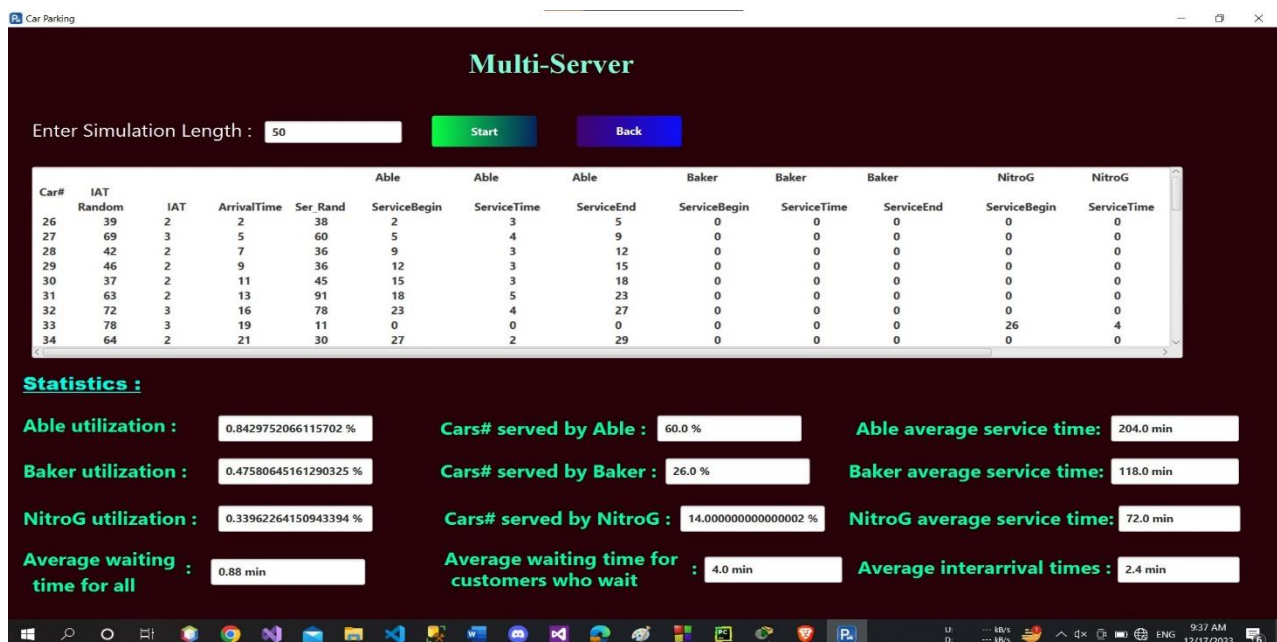 Car Parking
Multi-Server
Enter Simulation Length : 50 Start Back
Able Able Able Baker Baker Baker NitroG NitroG
Car# IAT
Random IAT ArrivalTime Ser_Rand ServiceBegin ServiceTime ServiceEnd ServiceBegin ServiceTime ServiceEnd ServiceBegin ServiceTime
26 39 2 2 38 2 3 5 0 0 0 0 0
27 69 3 5 60 5 4 9 0 0 0 0 0
28 42 2 7 36 9 3 12 0 0 0 0 0
29 46 2 9 36 12 3 15 0 0 0 0 0
30 37 2 11 45 15 3 18 0 0 0 0 0
31 63 2 13 91 18 5 23 0 0 0 0 0
32 72 3 16 78 23 4 27 0 0 0 0 0
33 78 3 19 11 0 0 0 0 0 0 26 4
34 64 2 21 30 27 2 29 0 0 0 0 0
Statistics :
Able utilization : 0.8429752066115702 % Cars# served by Able : 60.0 % Able average service time: 204.0 min
Baker utilization : 0.47580645161290325 % Cars# served by Baker : 26.0 % Baker average service time: 118.0 min
NitroG utilization : 0.33962264150943394 % Cars# served by NitroG : 14.000000000000002 % NitroG average service time: 72.0 min
Average waiting time for all : 0.88 min Average waiting time for customers who wait : 4.0 min Average interarrival times : 2.4 min
U: ... kB/s
D: ... kB/s
ENG
9:37 AM
12/17/2023